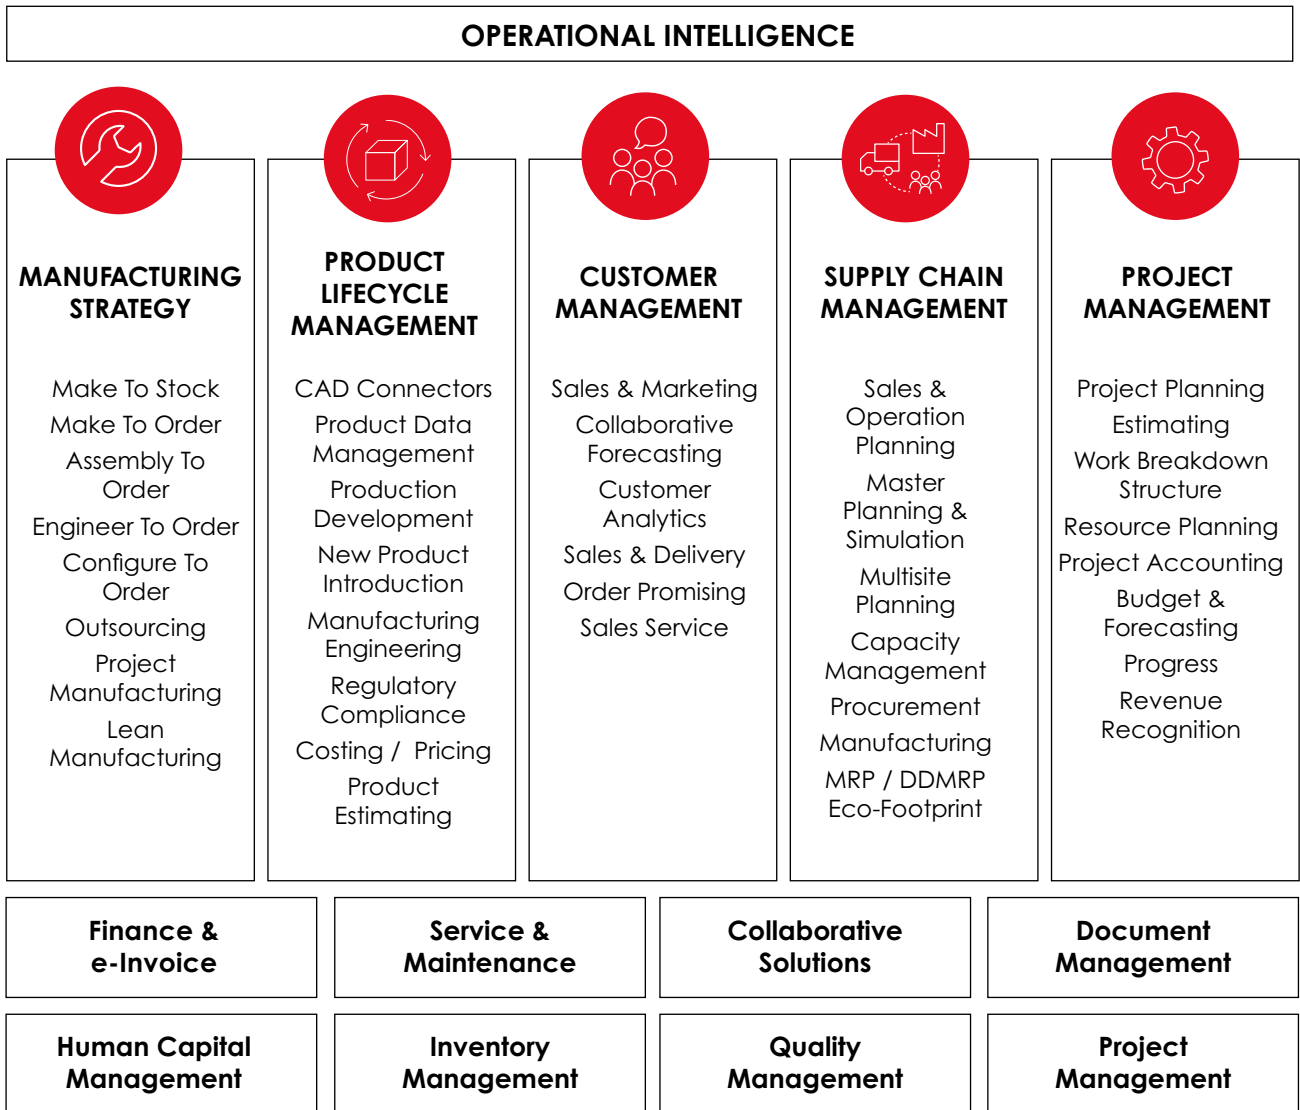 OPERATIONAL INTELLIGENCE
MANUFACTURING
STRATEGY
Make To Stock
Make To Order
Assembly To
Order
Engineer To Order
Configure To
Order
Outsourcing
Project
Manufacturing
Lean
Manufacturing
PRODUCT
LIFECYCLE
MANAGEMENT
CAD Connectors
Product Data
Management
Production
Development
New Product
Introduction
Manufacturing
Engineering
Regulatory
Compliance
Costing / Pricing
Product
Estimating
CUSTOMER
MANAGEMENT
Sales & Marketing
Collaborative
Forecasting
Customer
Analytics
Sales & Delivery
Order Promising
Sales Service
SUPPLY CHAIN
MANAGEMENT
Sales &
Operation
Planning
Master
Planning &
Simulation
Multisite
Planning
Capacity
Management
Procurement
Manufacturing
MRP / DDMRP
Eco-Footprint
PROJECT
MANAGEMENT
Project Planning
Estimating
Work Breakdown
Structure
Resource Planning
Project Accounting
Budget &
Forecasting
Progress
Revenue
Recognition
Finance &
e-Invoice
Service &
Maintenance
Collaborative
Solutions
Document
Management
Human Capital
Management
Inventory
Management
Quality
Management
Project
Management